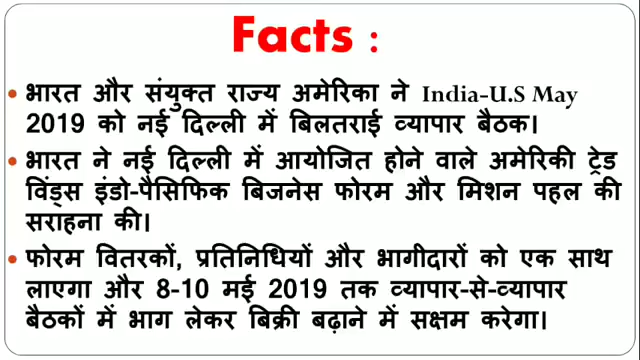 Facts :
• भारत और संयुक्त राज्य अमेरिका ने India-U.S May
2019 को नई दिल्ली में बिलतराई व्यापार बैठक।
• भारत ने नई दिल्ली में आयोजित होने वाले अमेरिकी ट्रेड
विंड्स इंडो-पैसिफिक बिजनेस फोरम और मिशन पहल की
सराहना की।
• फोरम वितरकों, प्रतिनिधियों और भागीदारों को एक साथ
लाएगा और 8-10 मई 2019 तक व्यापार-से-व्यापार
बैठकों में भाग लेकर बिक्री बढ़ाने में सक्षम करेगा।